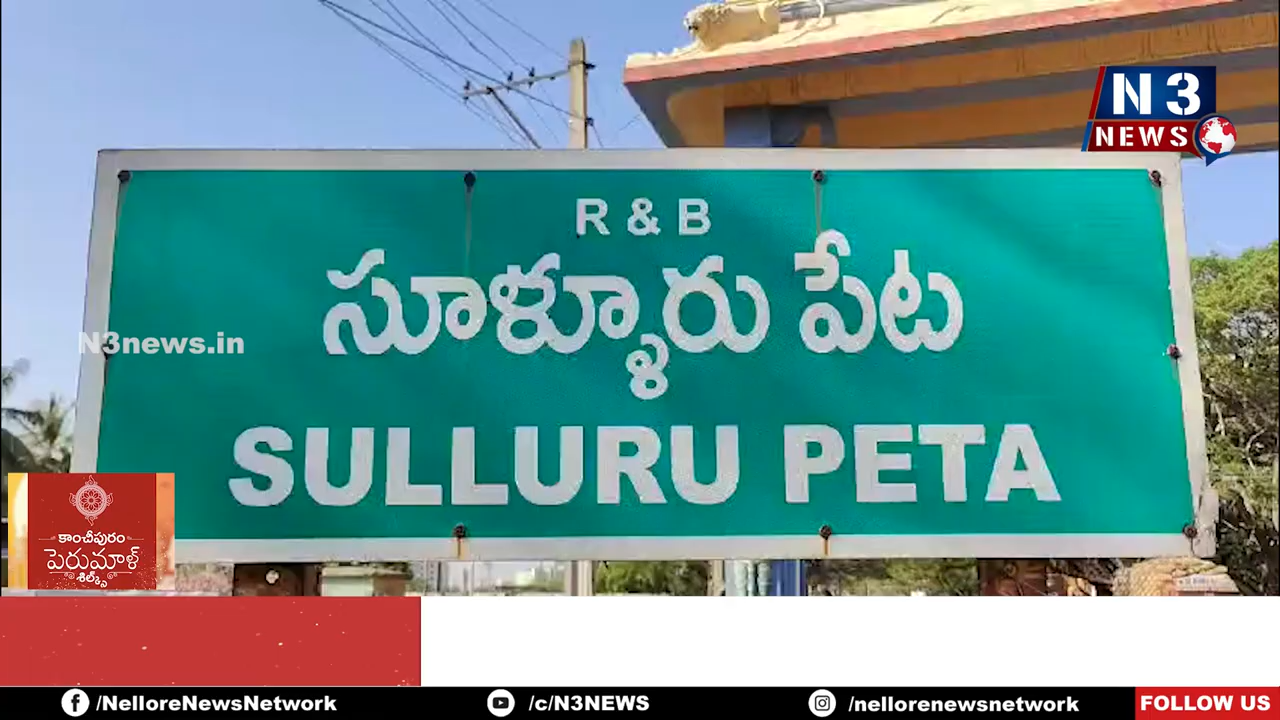 N3
NEWS
R & B
సూళ్ళూరు పేట
N3news.in
SULLURU PETA
కాంచీపురం
పెరుమాళ్
సిల్క్స్
/NelloreNewsNetwork
/c/N3NEWS
/nellorenewsnetwork
FOLLOW US